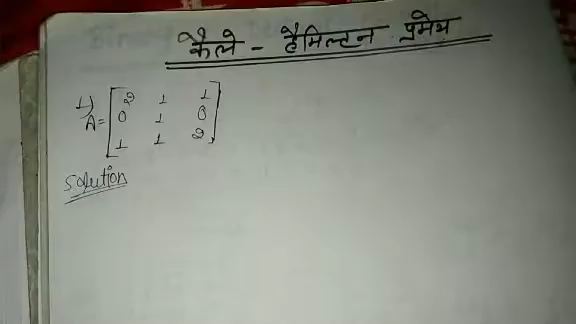 कैले - हैमिल्टन प्रमेय
1)
A = [2 1 1
0 1 0
1 1 2]
Solution